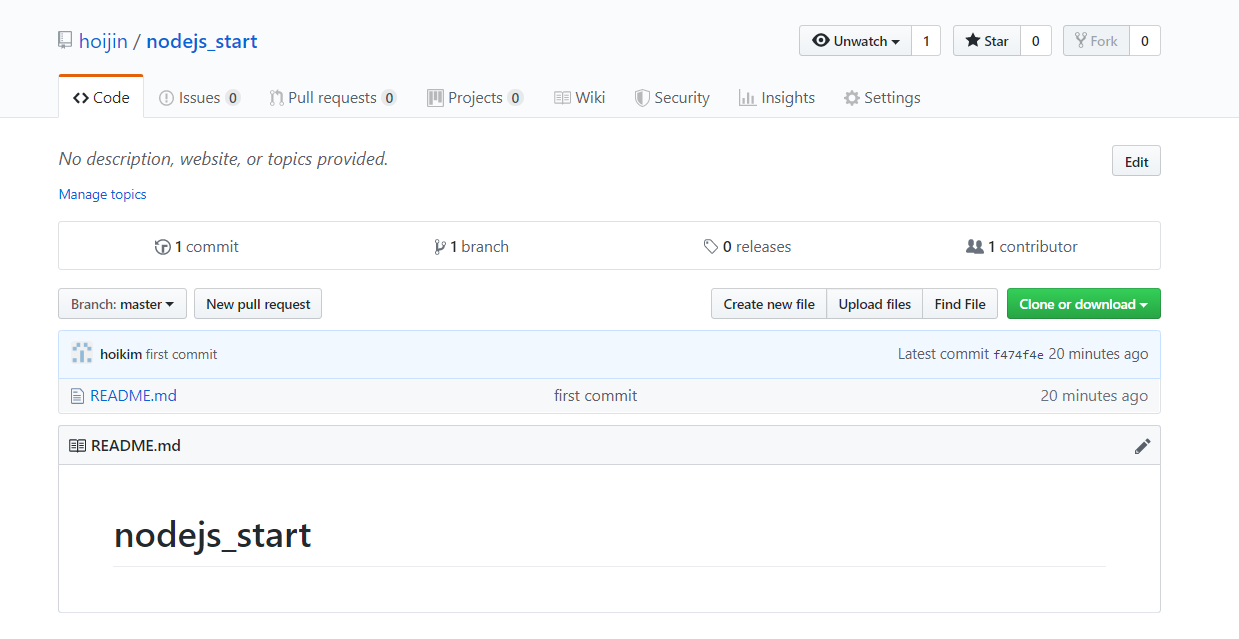 hoijin / nodejs_start
Unwatch 1 Star 0 Fork 0
Code Issues 0 Pull requests 0 Projects 0 Wiki Security Insights Settings
No description, website, or topics provided.
Edit
Manage topics
1 commit 1 branch 0 releases 1 contributor
Branch: master New pull request Create new file Upload files Find File Clone or download
hoikim first commit Latest commit f474f4e 20 minutes ago
README.md first commit 20 minutes ago
README.md
nodejs_start